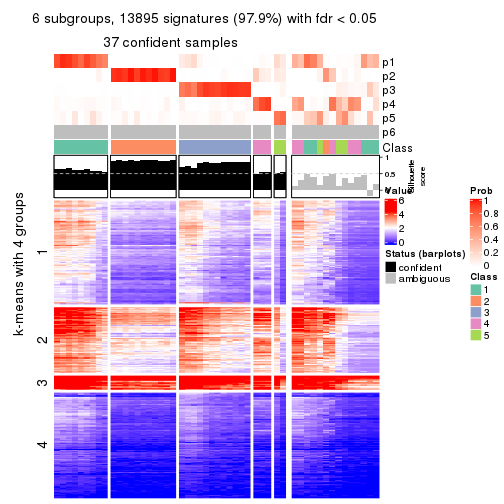 6 subgroups, 13895 signatures (97.9%) with fdr < 0.05
37 confident samples
p1
p2
p3
p4
p5
p6
Class
1
0.5
0
Silhouette
score
k-means with 4 groups
1
2
3
4
Value
6
4
2
0
Status (barplots)
confident
ambiguous
Prob
1
0.8
0.6
0.4
0.2
0
Class
1
2
3
4
5